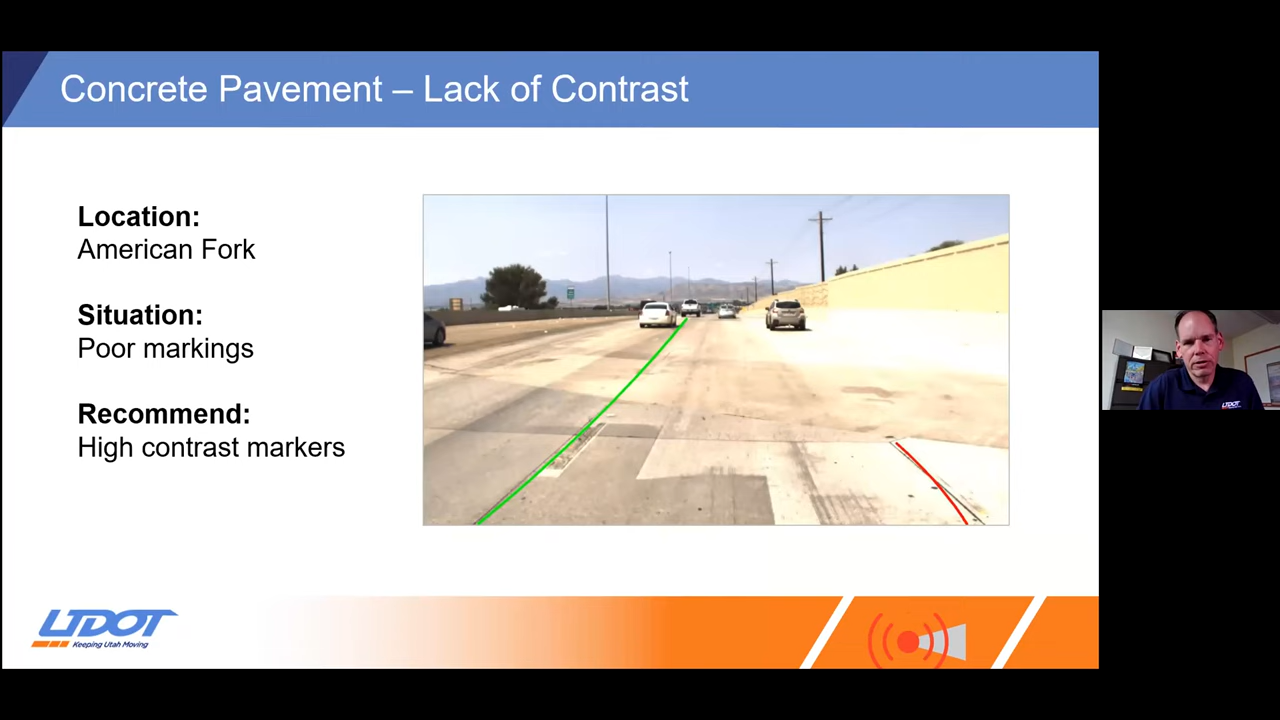 Concrete Pavement – Lack of Contrast
Location:
American Fork
Situation:
Poor markings
Recommend:
High contrast markers
UDOT
Keeping Utah Moving
UDOT